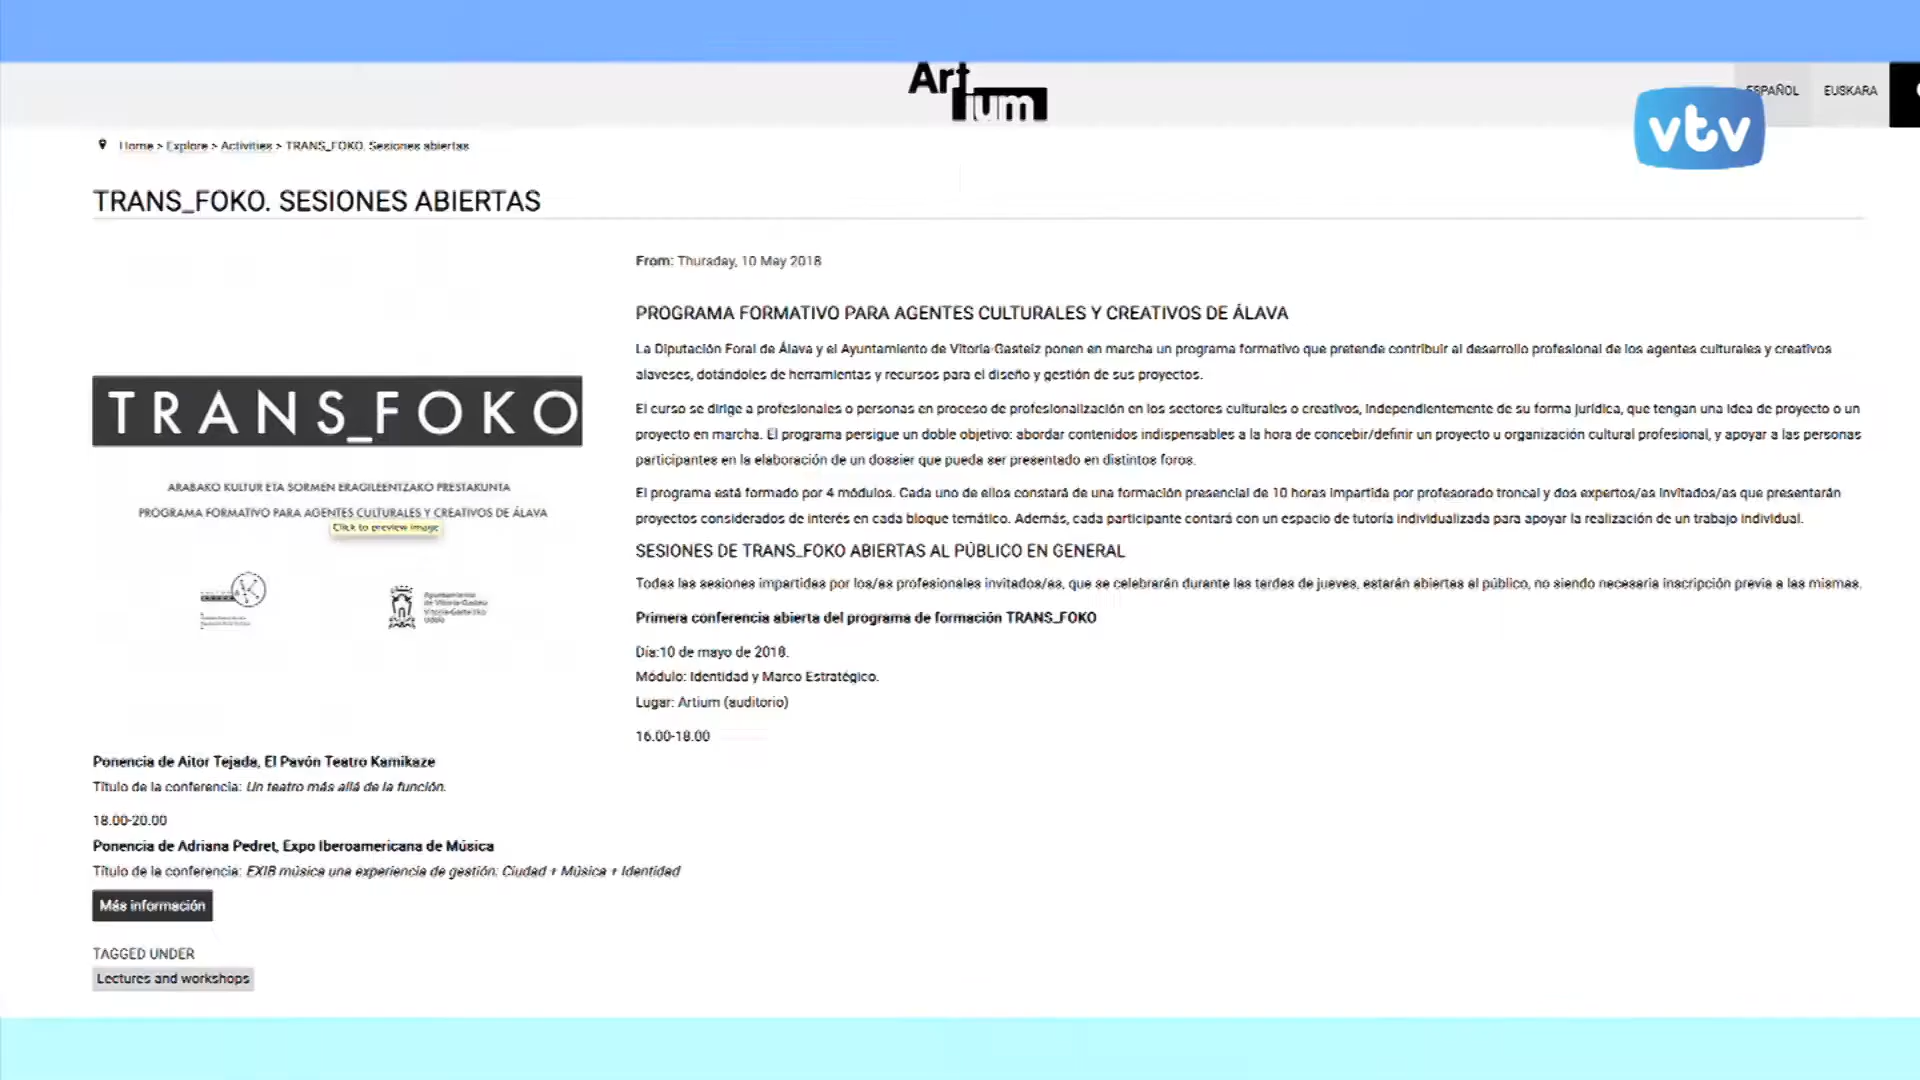 Artium
ESPAÑOL EUSKARA
vtv
Home > Explore > Activities > TRANS_FOKO. Sesiones abiertas
TRANS_FOKO. SESIONES ABIERTAS
From: Thursday, 10 May 2018
PROGRAMA FORMATIVO PARA AGENTES CULTURALES Y CREATIVOS DE ÁLAVA
La Diputación Foral de Álava y el Ayuntamiento de Vitoria-Gasteiz ponen en marcha un programa formativo que pretende contribuir al desarrollo profesional de los agentes culturales y creativos
alaveses, dotándoles de herramientas y recursos para el diseño y gestión de sus proyectos.
El curso se dirige a profesionales o personas en proceso de profesionalización en los sectores culturales o creativos, independientemente de su forma jurídica, que tengan una idea de proyecto o un
proyecto en marcha. El programa persigue un doble objetivo: abordar contenidos indispensables a la hora de concebir/definir un proyecto u organización cultural profesional, y apoyar a las personas
participantes en la elaboración de un dossier que pueda ser presentado en distintos foros.
El programa está formado por 4 módulos. Cada uno de ellos constará de una formación presencial de 10 horas impartida por profesorado troncal y dos expertos/as invitados/as que presentarán
proyectos considerados de interés en cada bloque temático. Además, cada participante contará con un espacio de tutoría individualizada para apoyar la realización de un trabajo individual.
SESIONES DE TRANS_FOKO ABIERTAS AL PÚBLICO EN GENERAL
Todas las sesiones impartidas por los/as profesionales invitados/as, que se celebrarán durante las tardes de jueves, estarán abiertas al público, no siendo necesaria inscripción previa a las mismas.
Primera conferencia abierta del programa de formación TRANS_FOKO
Día:10 de mayo de 2018.
Módulo: Identidad y Marco Estratégico.
Lugar: Artium (auditorio)
16.00-18.00
TRANS_FOKO
ARABAKO KULTUR ETA SORMEN ERAGILEENTZAKO PRESTAKUNTA
PROGRAMA FORMATIVO PARA AGENTES CULTURALES Y CREATIVOS DE ÁLAVA
Click to preview image
Ayuntamiento
de Vitoria-Gasteiz
Vitoria-Gasteizko
Udala
Ponencia de Aitor Tejada, El Pavón Teatro Kamikaze
Título de la conferencia: Un teatro más allá de la función.
18.00-20.00
Ponencia de Adriana Pedret, Expo Iberoamericana de Música
Título de la conferencia: EXIB música una experiencia de gestión: Ciudad + Música + Identidad
Más información
TAGGED UNDER
Lectures and workshops